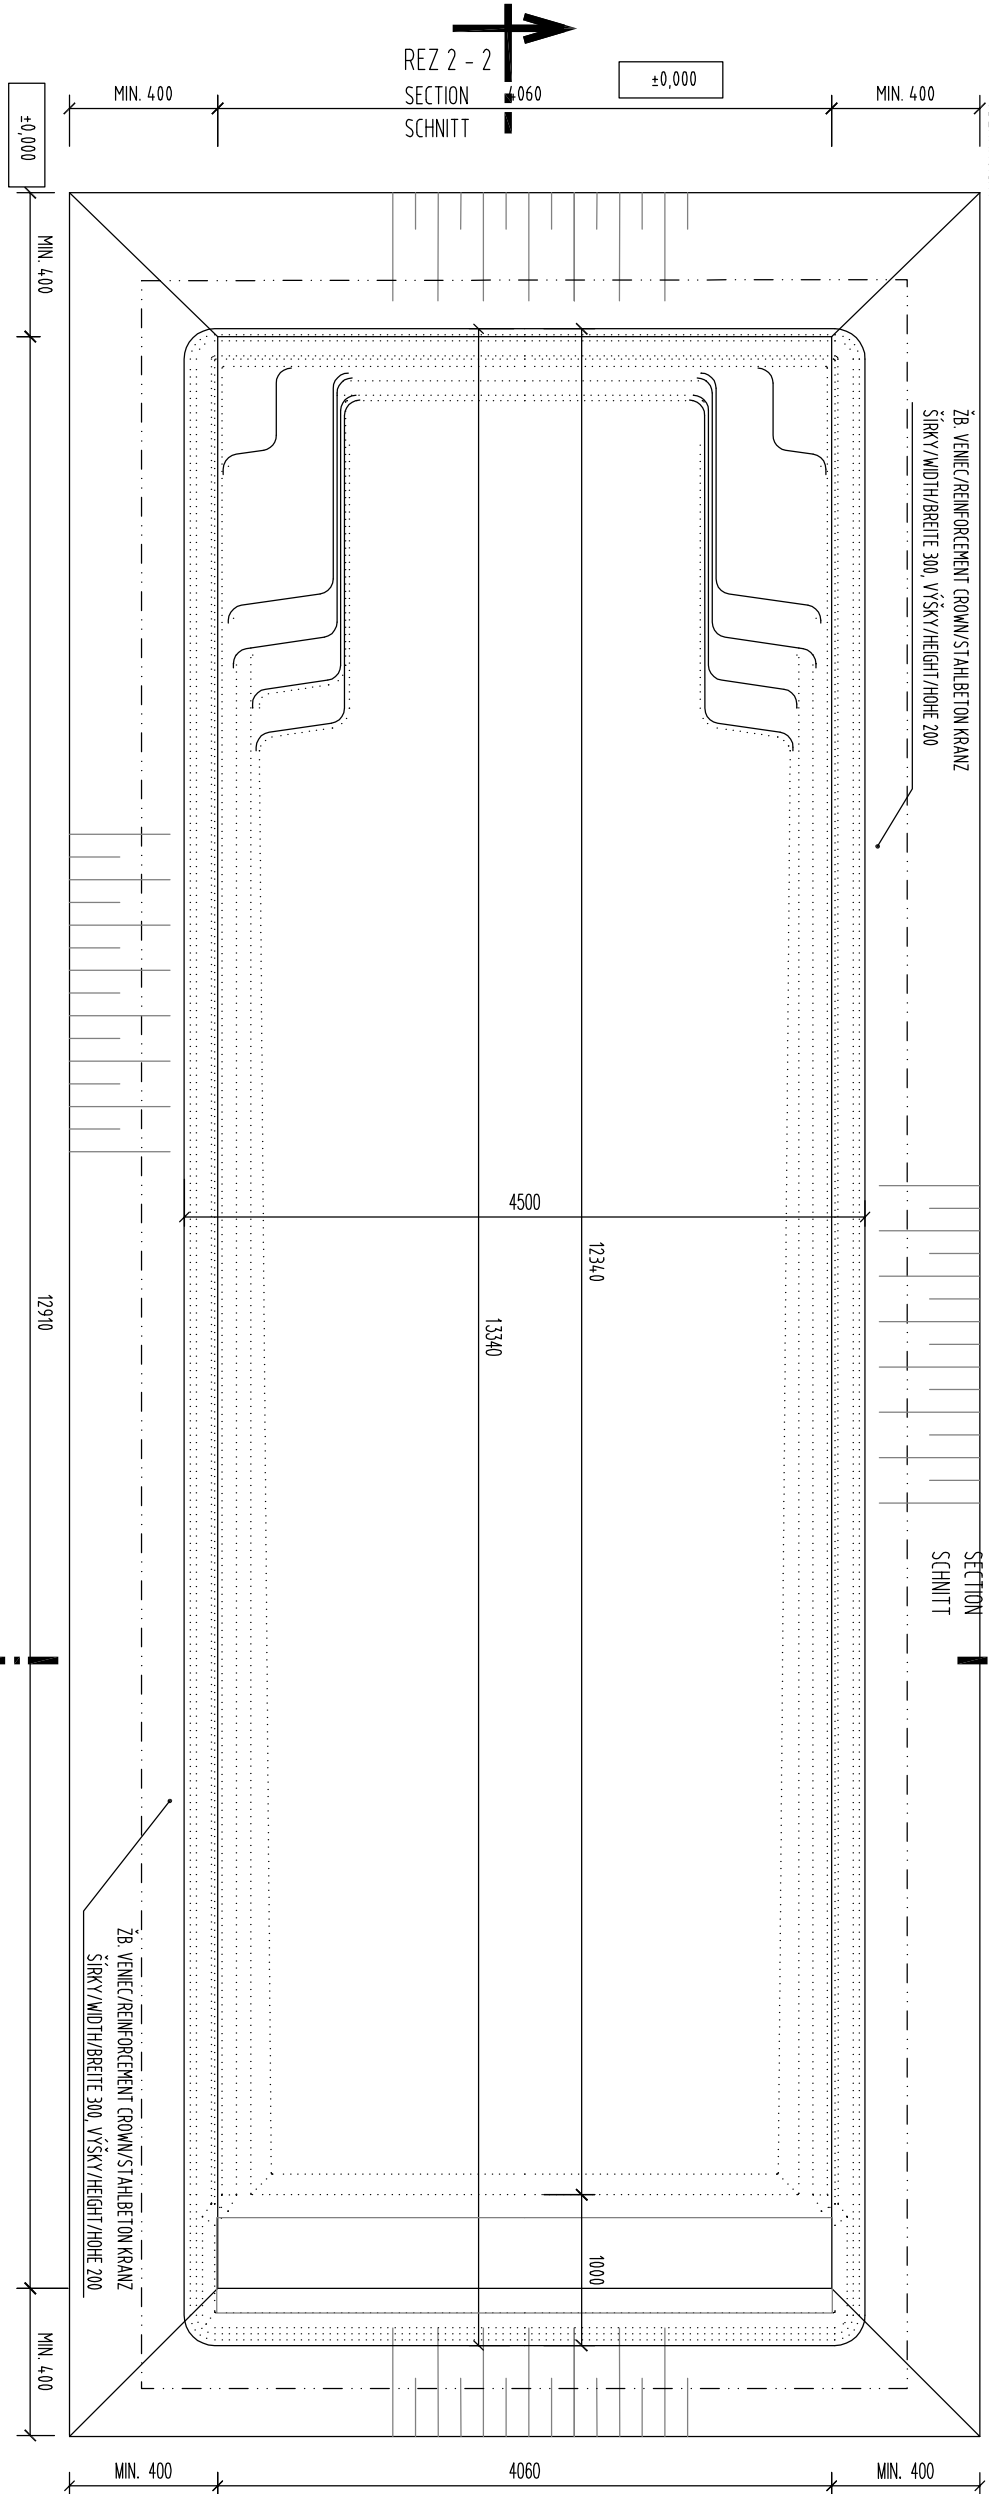 REZ 2 - 2
SECTION
SCHNITT
MIN. 400
4060
MIN. 400
±0,000
±0,000
MIN. 400
ŽB. VENIEC/REINFORCEMENT CROWN/STAHLBETON KRANZ
ŠÍRKY/WIDTH/BREITE 300, VÝŠKY/HEIGHT/HOHE 200
4500
12340
13340
12910
SECTION
SCHNITT
ŽB. VENIEC/REINFORCEMENT CROWN/STAHLBETON KRANZ
ŠÍRKY/WIDTH/BREITE 300, VÝŠKY/HEIGHT/HOHE 200
1000
MIN. 400
MIN. 400
4060
MIN. 400